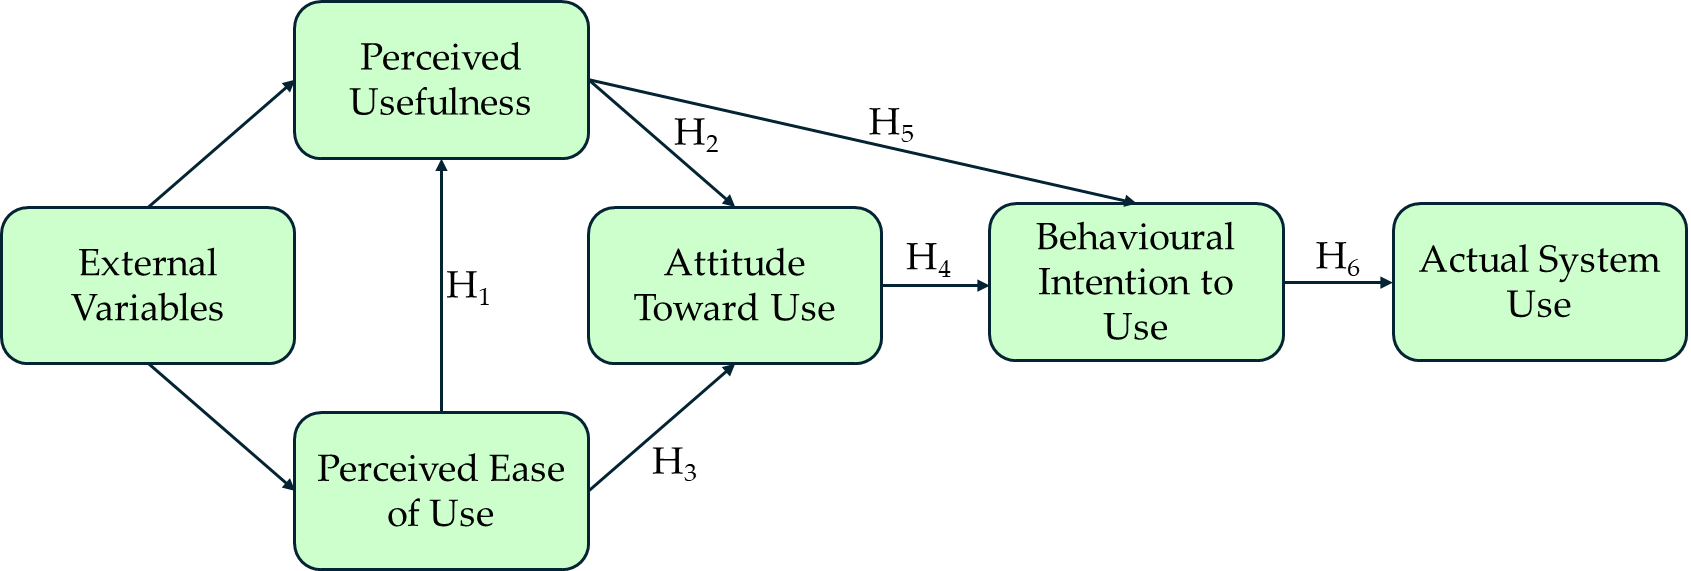 Perceived
Usefulness
H₅
H₂
External
Variables
H₁
Attitude
Toward Use
H₄
Behavioural
Intention to
Use
H₆
Actual System
Use
H₃
Perceived Ease
of Use